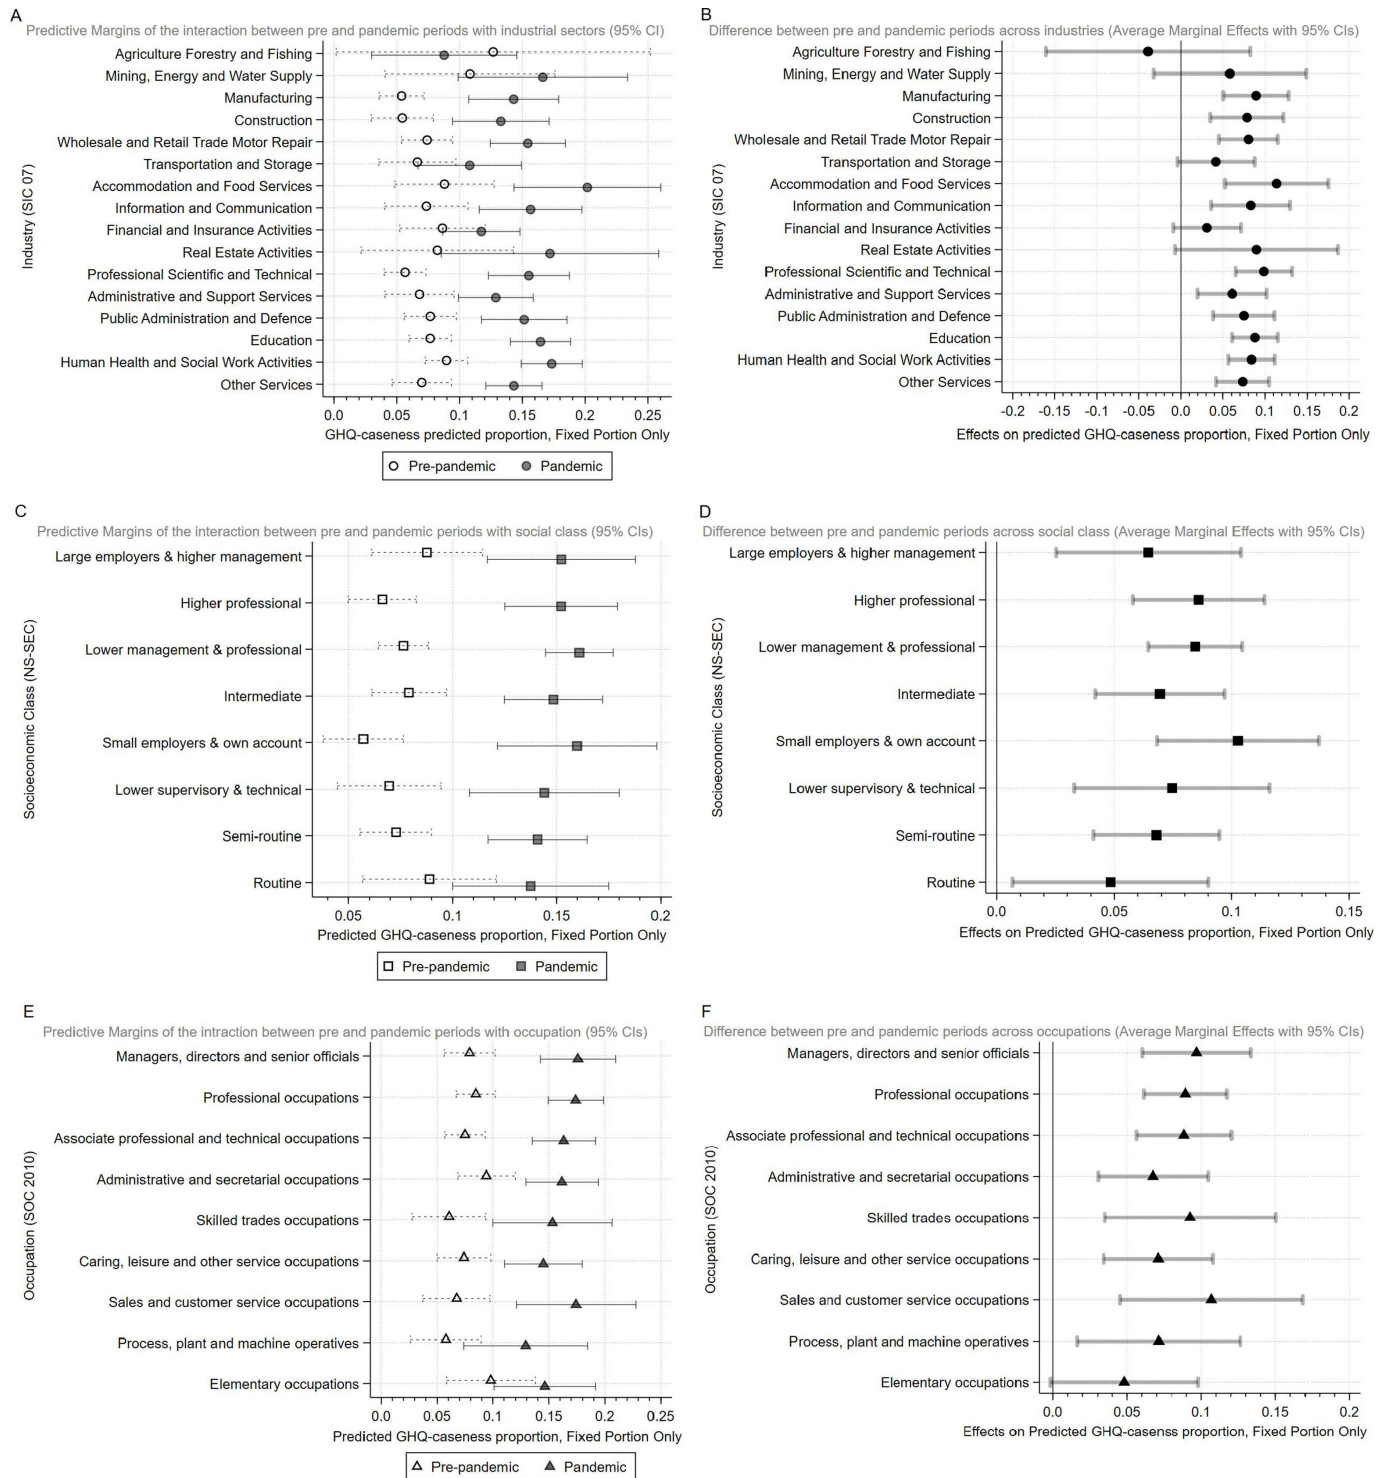 A
Predictive Margins of the interaction between pre and pandemic periods with industrial sectors (95% CI)
Industry (SIC 07)
Agriculture Forestry and Fishing
Mining, Energy and Water Supply
Manufacturing
Construction
Wholesale and Retail Trade Motor Repair
Transportation and Storage
Accommodation and Food Services
Information and Communication
Financial and Insurance Activities
Real Estate Activities
Professional Scientific and Technical
Administrative and Support Services
Public Administration and Defence
Education
Human Health and Social Work Activities
Other Services
0.0 0.05 0.1 0.15 0.2 0.25
GHQ-caseness predicted proportion, Fixed Portion Only
Pre-pandemic Pandemic
B
Difference between pre and pandemic periods across industries (Average Marginal Effects with 95% CIs)
Industry (SIC 07)
Agriculture Forestry and Fishing
Mining, Energy and Water Supply
Manufacturing
Construction
Wholesale and Retail Trade Motor Repair
Transportation and Storage
Accommodation and Food Services
Information and Communication
Financial and Insurance Activities
Real Estate Activities
Professional Scientific and Technical
Administrative and Support Services
Public Administration and Defence
Education
Human Health and Social Work Activities
Other Services
-0.2 -0.15 -0.10 -0.05 0.0 0.05 0.1 0.15 0.2
Effects on predicted GHQ-caseness proportion, Fixed Portion Only
C
Predictive Margins of the interaction between pre and pandemic periods with social class (95% CIs)
Socioeconomic Class (NS-SEC)
Large employers & higher management
Higher professional
Lower management & professional
Intermediate
Small employers & own account
Lower supervisory & technical
Semi-routine
Routine
0.05 0.1 0.15 0.2
Predicted GHQ-caseness proportion, Fixed Portion Only
Pre-pandemic Pandemic
D
Difference between pre and pandemic periods across social class (Average Marginal Effects with 95% CIs)
Socioeconomic Class (NS-SEC)
Large employers & higher management
Higher professional
Lower management & professional
Intermediate
Small employers & own account
Lower supervisory & technical
Semi-routine
Routine
0.0 0.05 0.1 0.15
Effects on Predicted GHQ-caseness proportion, Fixed Portion Only
E
Predictive Margins of the intraction between pre and pandemic periods with occupation (95% CIs)
Occupation (SOC 2010)
Managers, directors and senior officials
Professional occupations
Associate professional and technical occupations
Administrative and secretarial occupations
Skilled trades occupations
Caring, leisure and other service occupations
Sales and customer service occupations
Process, plant and machine operatives
Elementary occupations
0.0 0.05 0.1 0.15 0.20 0.25
Predicted GHQ-caseness proportion, Fixed Portion Only
Pre-pandemic Pandemic
F
Difference between pre and pandemic periods across occupations (Average Marginal Effects with 95% CIs)
Occupation (SOC 2010)
Managers, directors and senior officials
Professional occupations
Associate professional and technical occupations
Administrative and secretarial occupations
Skilled trades occupations
Caring, leisure and other service occupations
Sales and customer service occupations
Process, plant and machine operatives
Elementary occupations
0.0 0.05 0.1 0.15 0.2
Effects on Predicted GHQ-casenss proportion, Fixed Portion Only